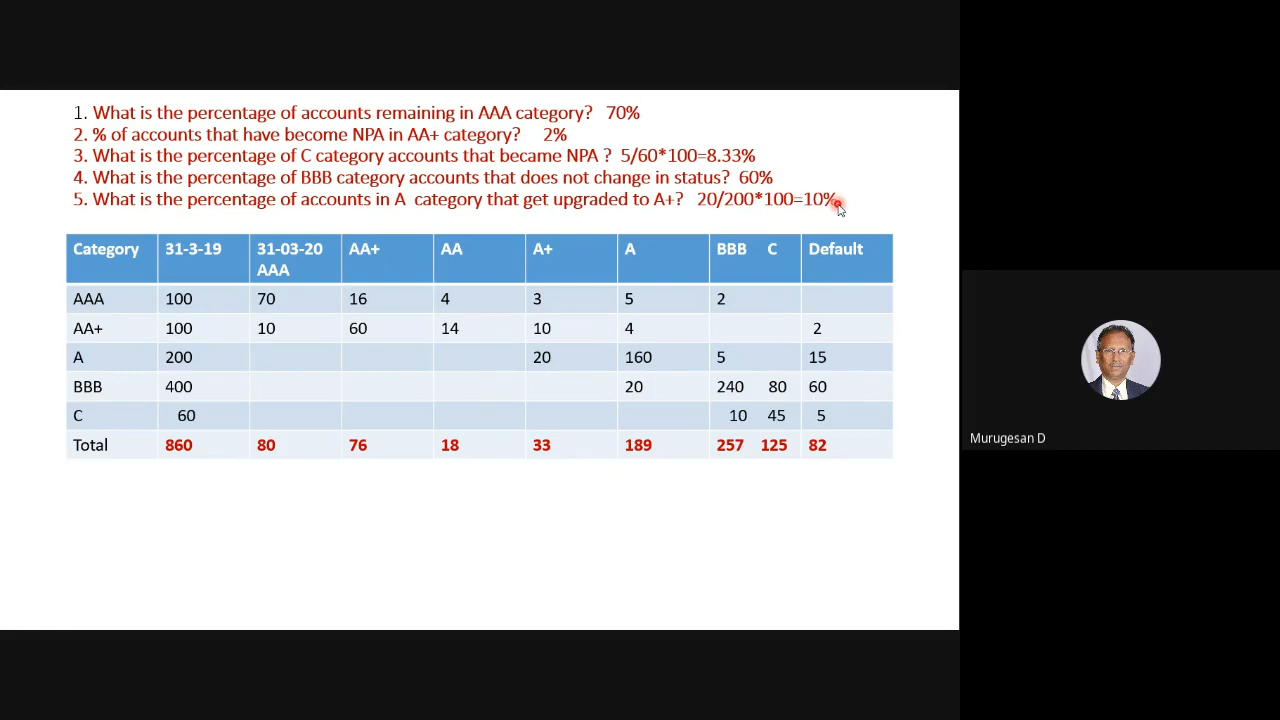 1. What is the percentage of accounts remaining in AAA category? 70%
2. % of accounts that have become NPA in AA+ category? 2%
3. What is the percentage of C category accounts that became NPA ? 5/60*100=8.33%
4. What is the percentage of BBB category accounts that does not change in status? 60%
5. What is the percentage of accounts in A category that get upgraded to A+? 20/200*100=10%
Category 31-3-19 31-03-20 AA+ AA A+ A BBB C Default
AAA
AAA 100 70 16 4 3 5 2
AA+ 100 10 60 14 10 4 2
A 200 20 160 5 15
BBB 400 20 240 80 60
C 60 10 45 5
Total 860 80 76 18 33 189 257 125 82
Murugesan D